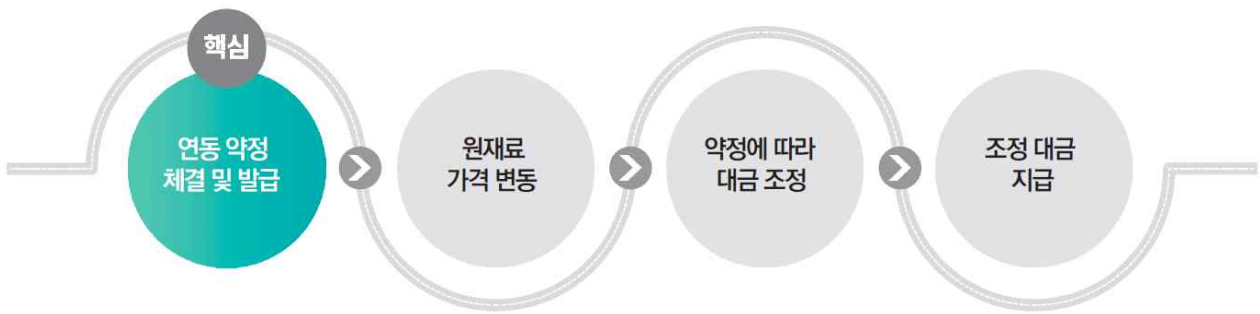 핵심
연동 약정
체결 및 발급
원재료
가격 변동
약정에 따라
대금 조정
조정 대금
지급